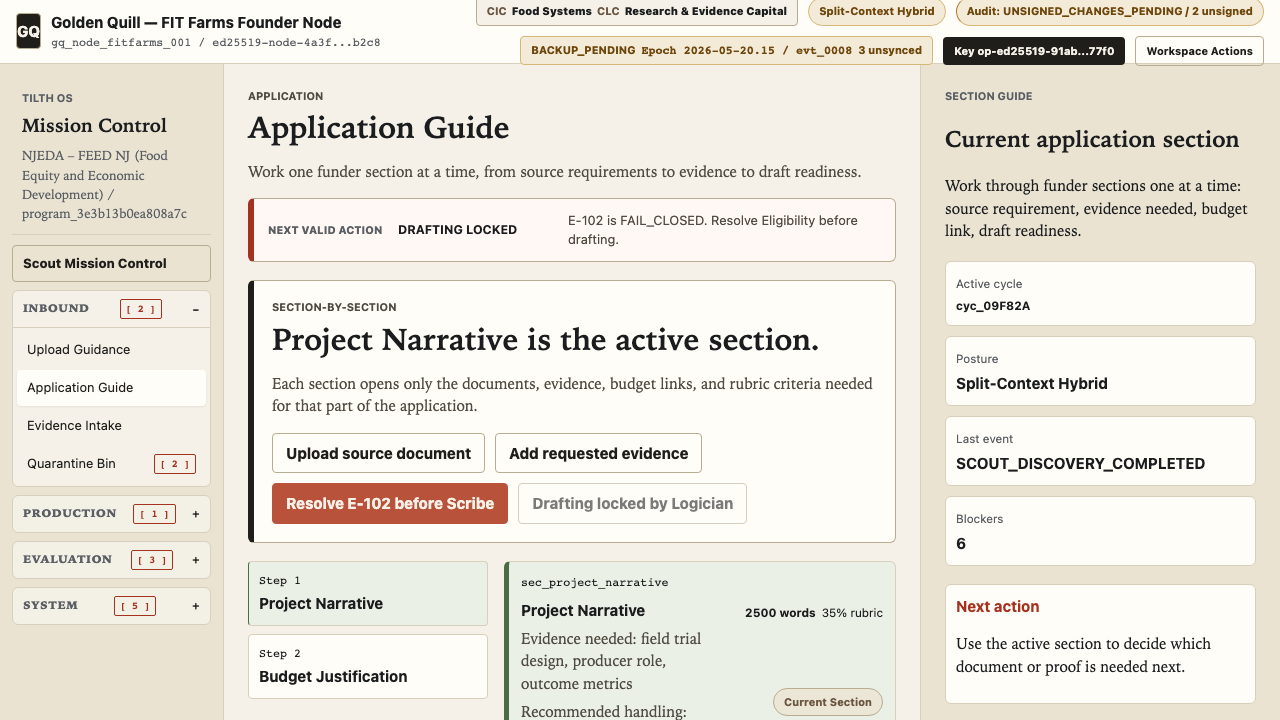 GQ
Golden Quill — FIT Farms Founder Node
gq_node_fitfarms_001 / ed25519-node-4a3f...b2c8
CIC Food Systems CLC Research & Evidence Capital
Split-Context Hybrid
Audit: UNSIGNED_CHANGES_PENDING / 2 unsigned
BACKUP_PENDING Epoch 2026-05-20.15 / evt_0008 3 unsynced
Key op-ed25519-91ab...77f0
Workspace Actions
TILTH OS
Mission Control
NJEDA – FEED NJ (Food
Equity and Economic
Development) /
program_3e3b13b0ea808a7c
Scout Mission Control
INBOUND [ 2 ] –
Upload Guidance
Application Guide
Evidence Intake
Quarantine Bin [ 2 ]
PRODUCTION [ 1 ] +
EVALUATION [ 3 ] +
SYSTEM [ 5 ] +
APPLICATION
Application Guide
Work one funder section at a time, from source requirements to evidence to draft readiness.
NEXT VALID ACTION DRAFTING LOCKED
E-102 is FAIL_CLOSED. Resolve Eligibility before
drafting.
SECTION-BY-SECTION
Project Narrative is the active section.
Each section opens only the documents, evidence, budget links, and rubric criteria needed
for that part of the application.
Upload source document
Add requested evidence
Resolve E-102 before Scribe
Drafting locked by Logician
Step 1
Project Narrative
Step 2
Budget Justification
sec_project_narrative
Project Narrative
2500 words 35% rubric
Evidence needed: field trial
design, producer role,
outcome metrics
Recommended handling:
Current Section
SECTION GUIDE
Current application section
Work through funder sections one at a time:
source requirement, evidence needed, budget
link, draft readiness.
Active cycle
cyc_09F82A
Posture
Split-Context Hybrid
Last event
SCOUT_DISCOVERY_COMPLETED
Blockers
6
Next action
Use the active section to decide which
document or proof is needed next.